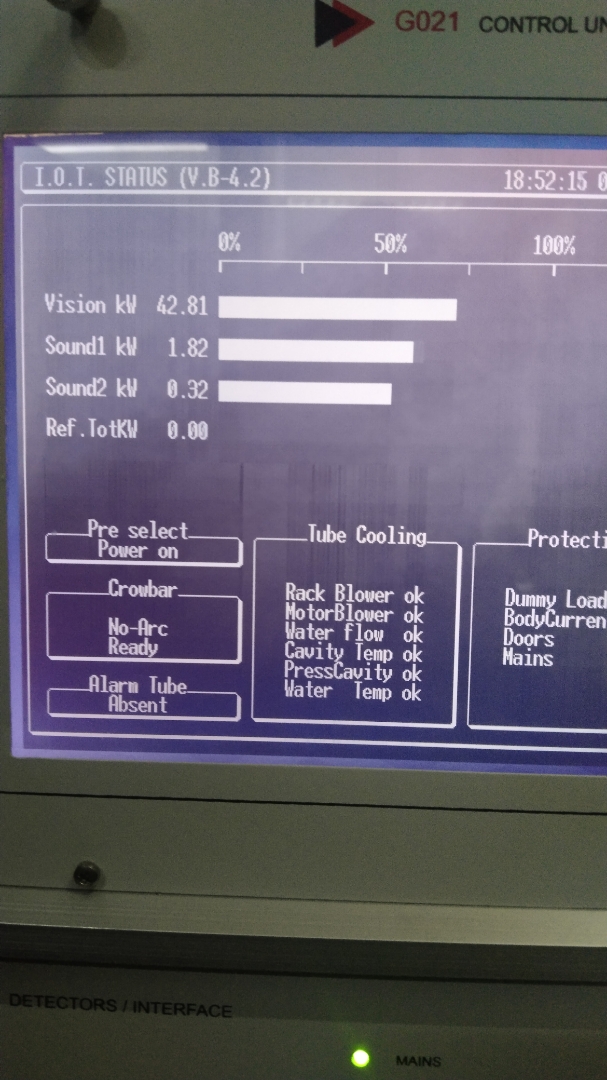 G021 CONTROL
I.O.T. STATUS (V.B-4.2) 18:52:15
0% 50% 100%
Vision kW 42.81
Sound1 kW 1.82
Sound2 kW 0.32
Ref.TotKW 0.00
Pre select
Power on
Crowbar
No-Arc
Ready
Alarm Tube
Absent
Tube Cooling
Rack Blower ok
MotorBlower ok
Water flow ok
Cavity Temp ok
PressCavity ok
Water Temp ok
Protecti
Dummy Load
BodyCurren
Doors
Mains
DETECTORS / INTERFACE
MAINS